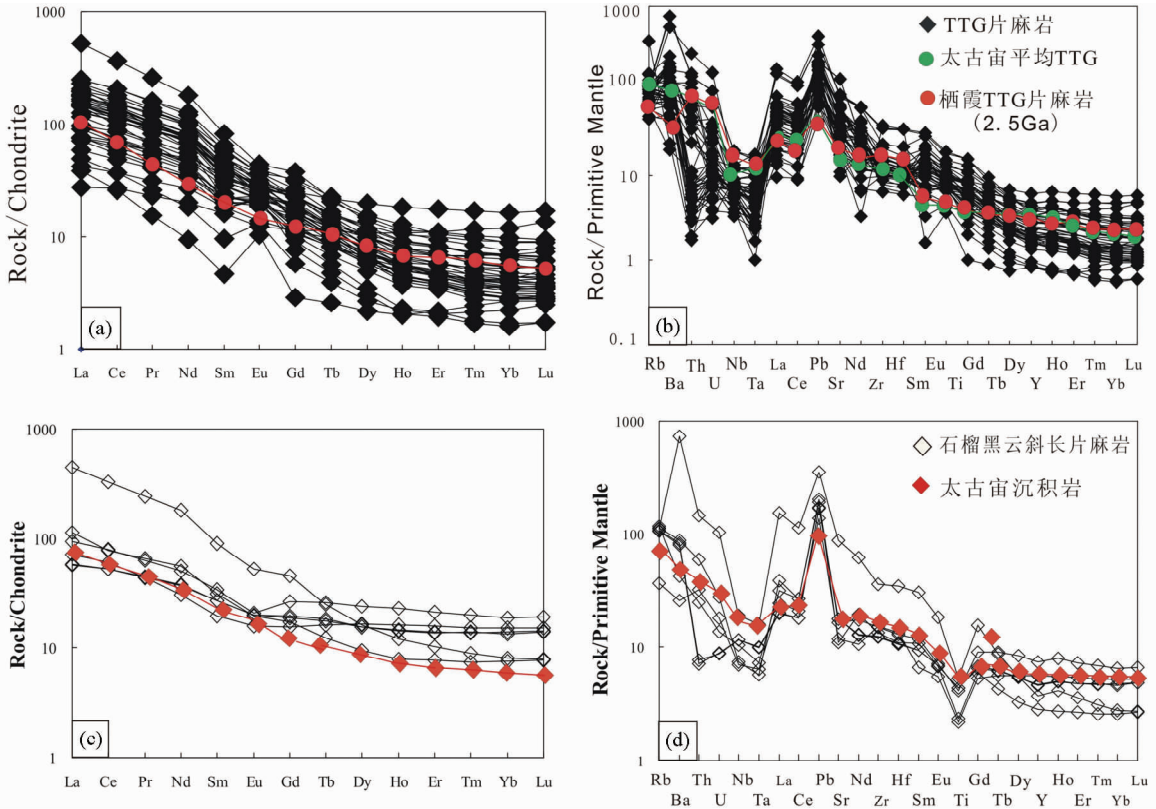 1000
100
10
1
Rock/Chondrite
(a)
La Ce Pr Nd Sm Eu Gd Tb Dy Ho Er Tm Yb Lu
1000
100
10
1
0.1
Rock/Primitive Mantle
TTG片麻岩
太古宙平均TTG
栖霞TTG片麻岩
(2.5Ga)
(b)
Rb Th Nb La Pb Nd Hf Eu Gd Dy Ho Tm Lu
Ba U Ta Ce Sr Zr Sm Ti Tb Y Er Yb
1000
100
10
1
Rock/Chondrite
(c)
La Ce Pr Nd Sm Eu Gd Tb Dy Ho Er Tm Yb Lu
1000
100
10
1
Rock/Primitive Mantle
石榴黑云斜长片麻岩
太古宙沉积岩
(d)
Rb Th Nb La Pb Nd Hf Eu Gd Dy Ho Tm Lu
Ba U Ta Ce Sr Zr Sm Ti Tb Y Er Yb